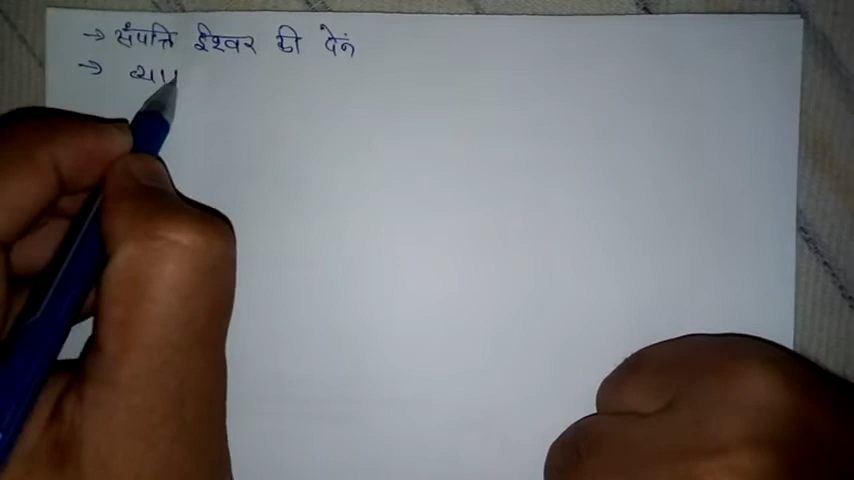 → संपत्ति ईश्वर की देनं
→